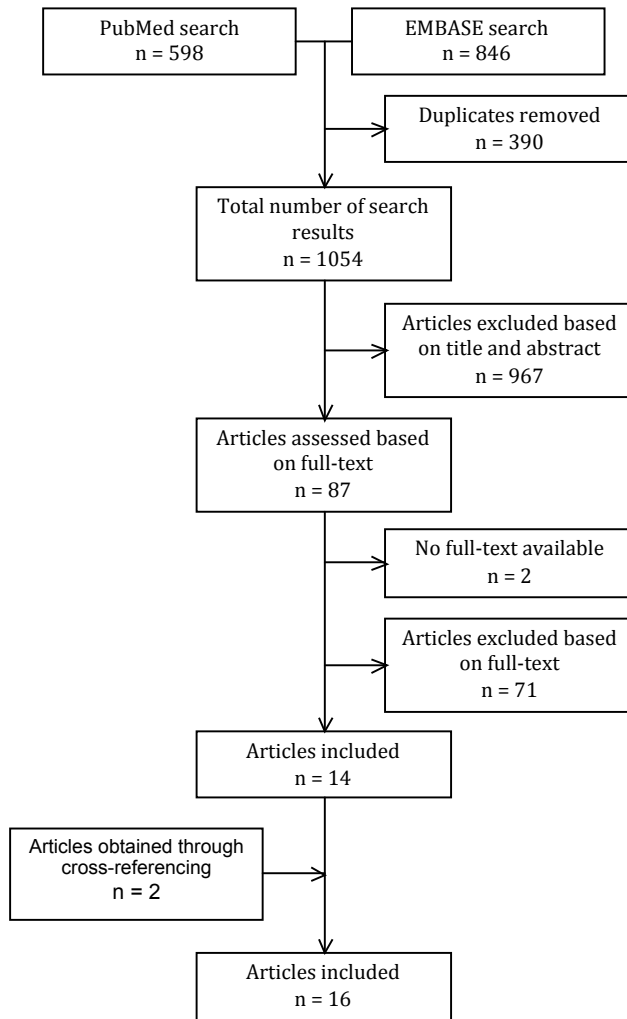 PubMed search
n = 598
EMBASE search
n = 846
Duplicates removed
n = 390
Total number of search
results
n = 1054
Articles excluded based
on title and abstract
n = 967
Articles assessed based
on full-text
n = 87
No full-text available
n = 2
Articles excluded based
on full-text
n = 71
Articles included
n = 14
Articles obtained through
cross-referencing
n = 2
Articles included
n = 16